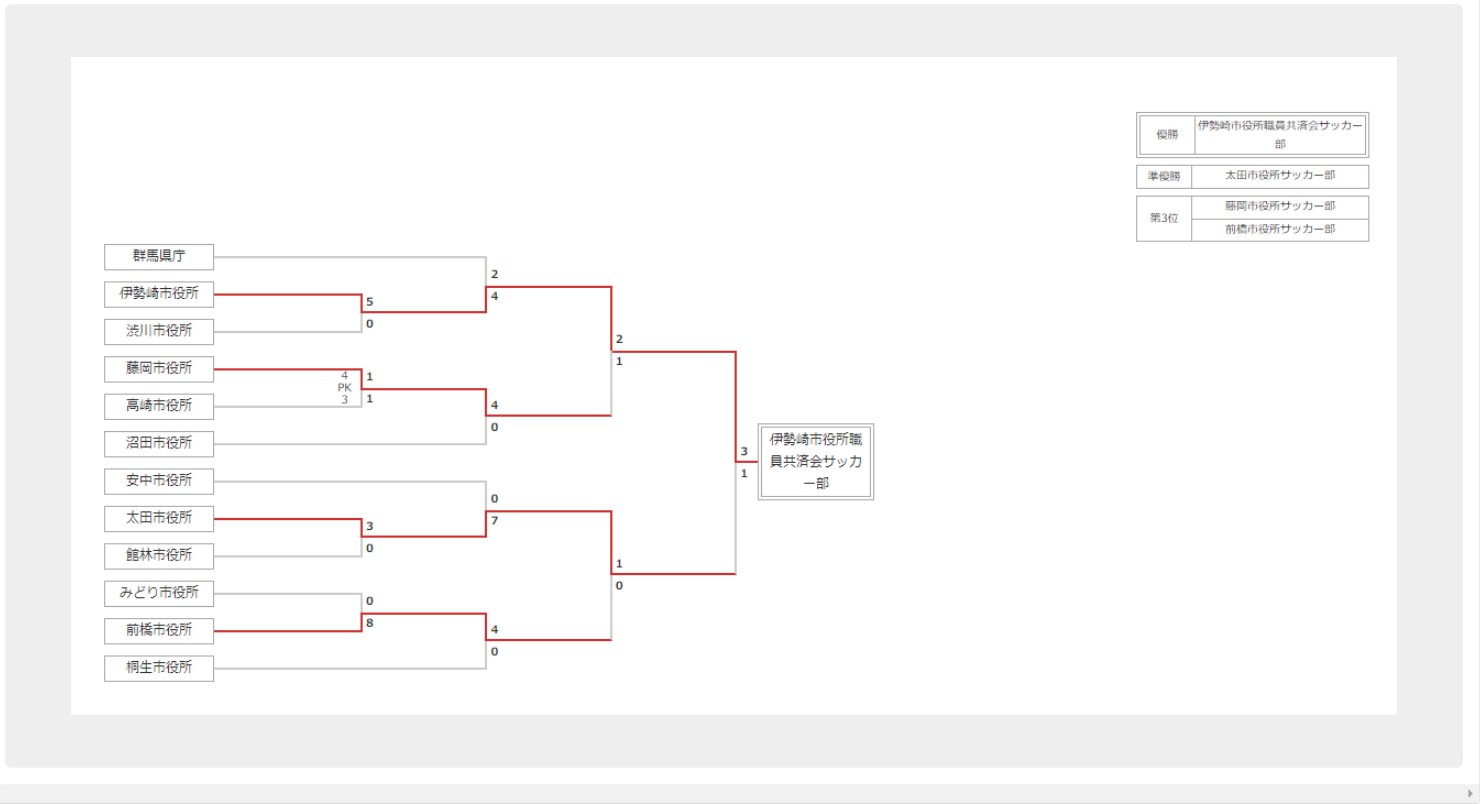 優勝
伊勢崎市役所職員共済会サッカー
部
準優勝
太田市役所サッカー部
第3位
藤岡市役所サッカー部
前橋市役所サッカー部
群馬県庁
2
伊勢崎市役所
5
4
渋川市役所
0
2
藤岡市役所
1
4
PK
3
1
高崎市役所
1
4
沼田市役所
0
伊勢崎市役所職
員共済会サッカ
ー部
3
1
安中市役所
0
太田市役所
3
7
館林市役所
0
1
みどり市役所
0
0
前橋市役所
8
4
桐生市役所
0